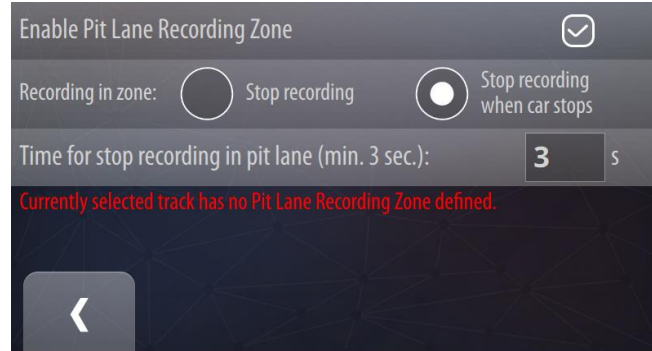 Enable Pit Lane Recording Zone
Recording in zone: Stop recording Stop recording
when car stops
Time for stop recording in pit lane (min. 3 sec.): 3 s
Currently selected track has no Pit Lane Recording Zone defined.